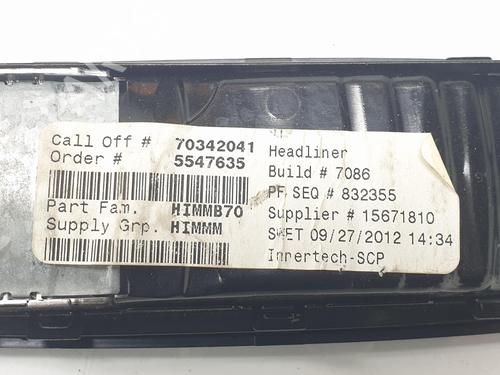 Call Off # 70342041
Order # 5547635
Part Fam. HIMMB70
Supply Grp. HIMMM
Headliner
Build # 7086
PF SEQ # 832355
Supplier # 15671810
SWET 09/27/2012 14:34
Innertech-SCP